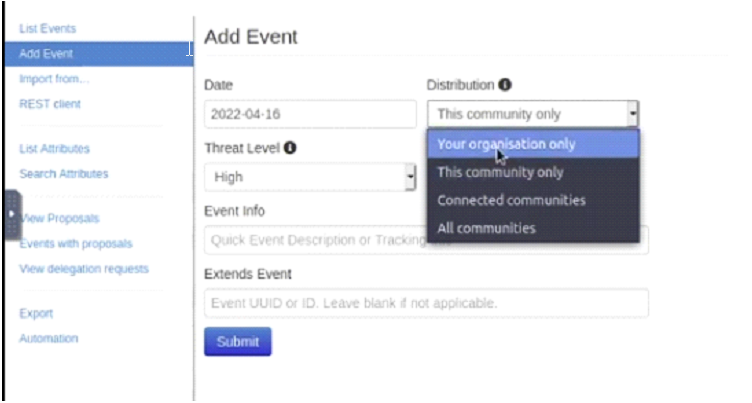 List Events
Add Event
Import from...
REST client
List Attributes
Search Attributes
View Proposals
Events with proposals
View delegation requests
Export
Automation
Add Event
Date
Distribution
2022-04-16
This community only
Threat Level
High
Your organisation only
This community only
Connected communities
All communities
Event Info
Quick Event Description or Tracking
Extends Event
Event UUID or ID. Leave blank if not applicable.
Submit